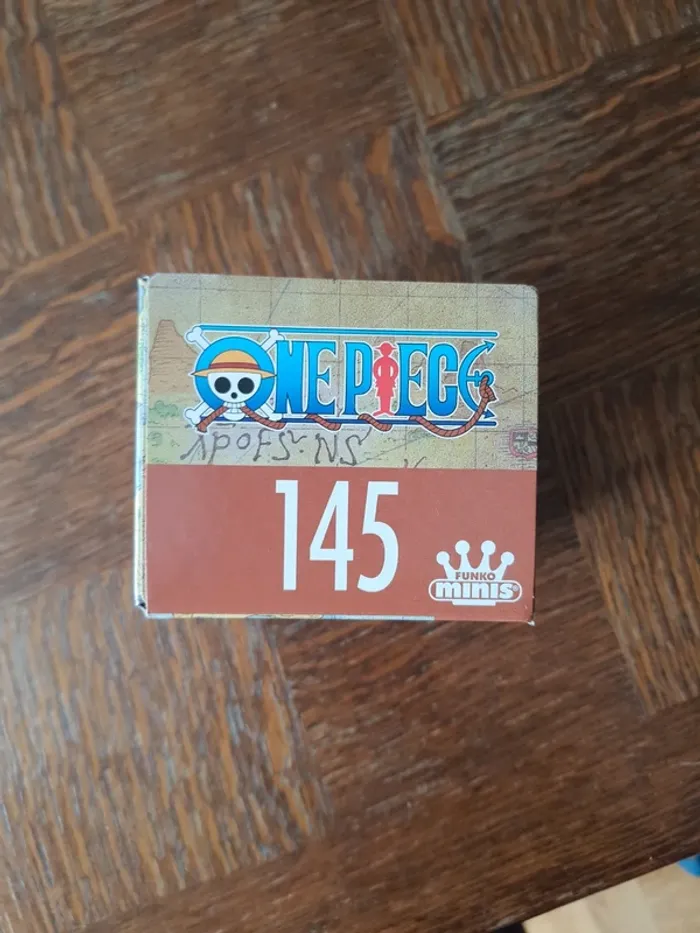 ONE PIECE
145
FUNKO
minis®